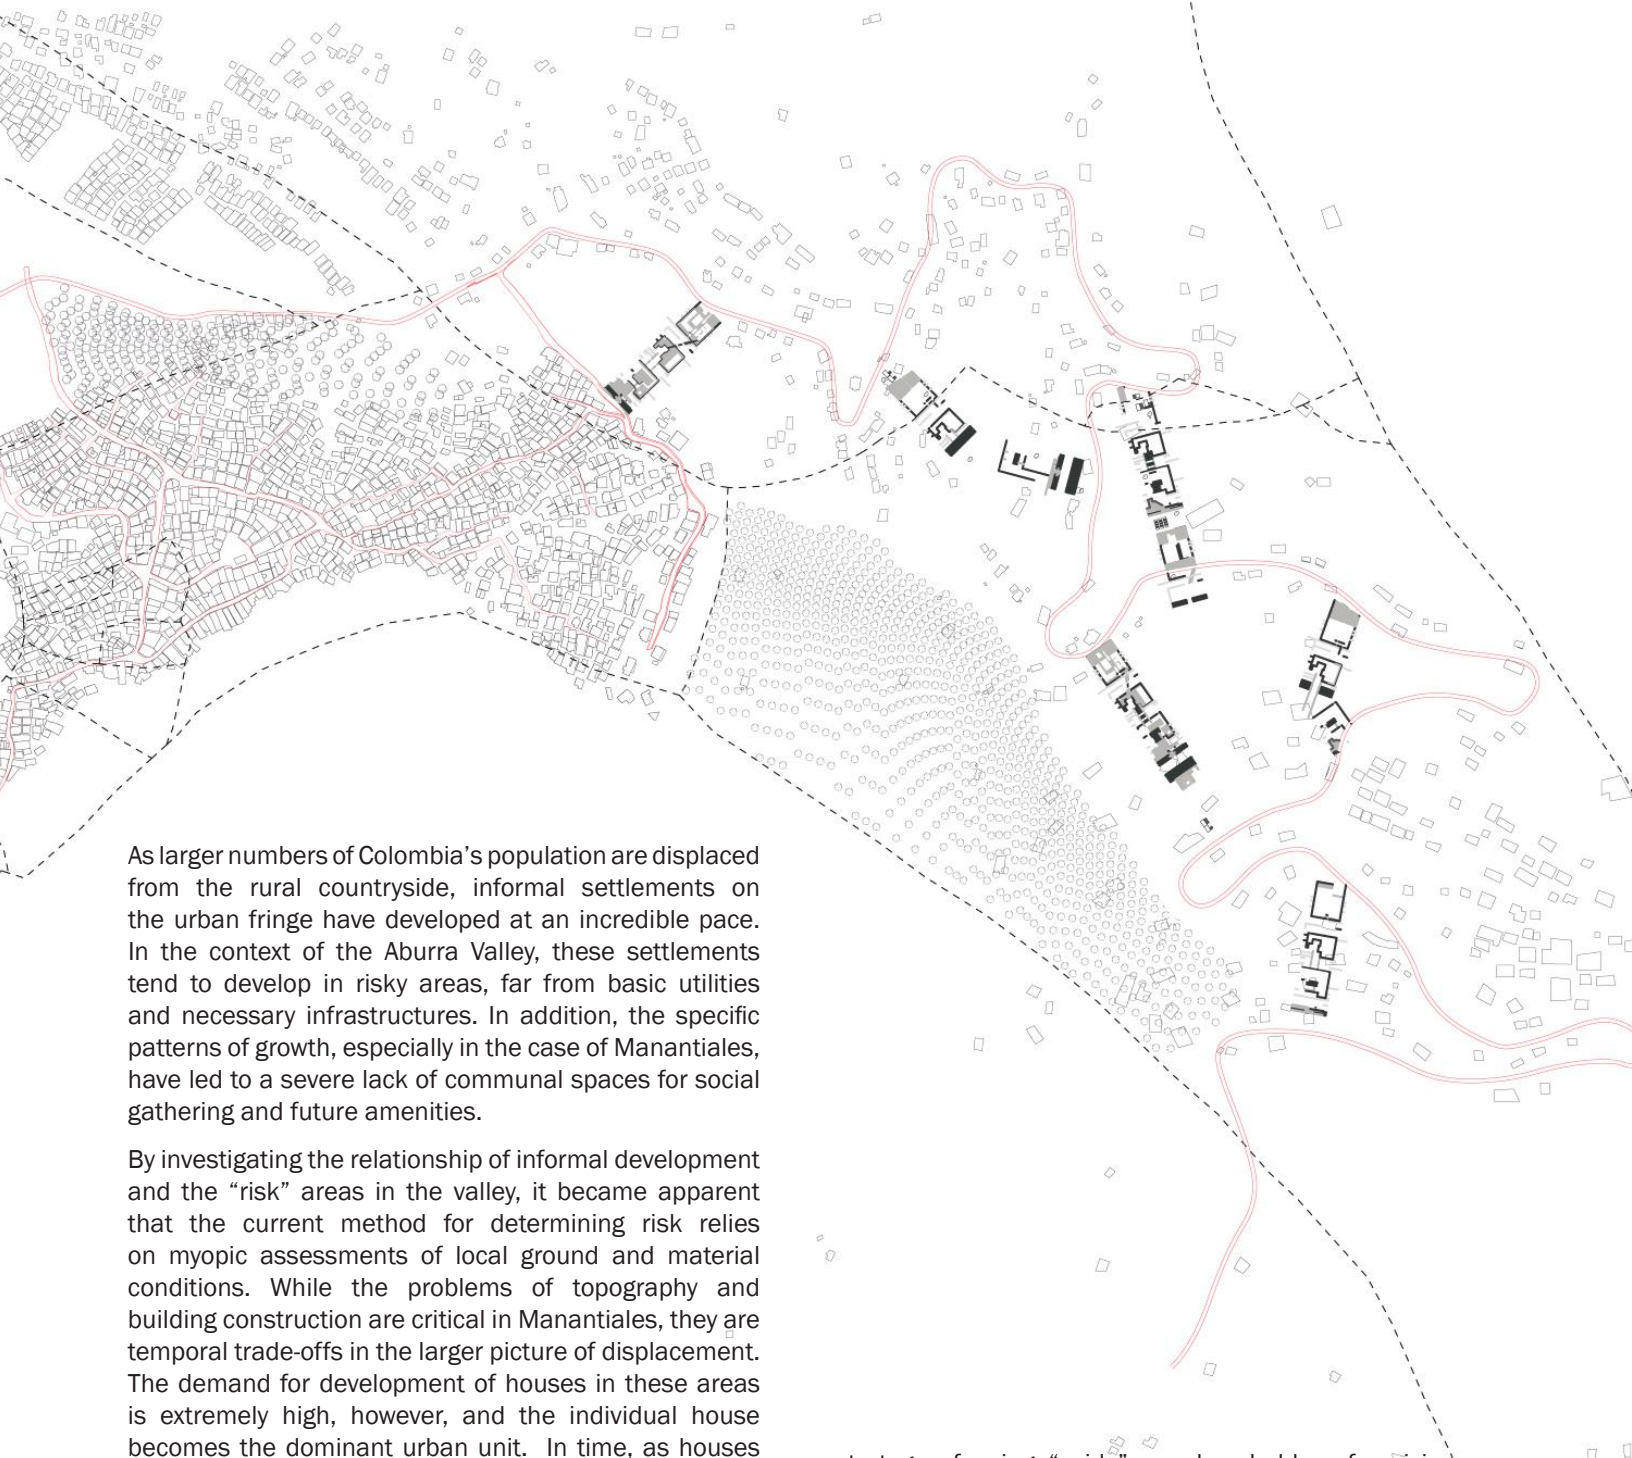 As larger numbers of Colombia’s population are displaced
from the rural countryside, informal settlements on
the urban fringe have developed at an incredible pace.
In the context of the Aburra Valley, these settlements
tend to develop in risky areas, far from basic utilities
and necessary infrastructures. In addition, the specific
patterns of growth, especially in the case of Manantiales,
have led to a severe lack of communal spaces for social
gathering and future amenities.
By investigating the relationship of informal development
and the “risk” areas in the valley, it became apparent
that the current method for determining risk relies
on myopic assessments of local ground and material
conditions. While the problems of topography and
building construction are critical in Manantiales, they are
temporal trade-offs in the larger picture of displacement.
The demand for development of houses in these areas
is extremely high, however, and the individual house
becomes the dominant urban unit. In time, as houses